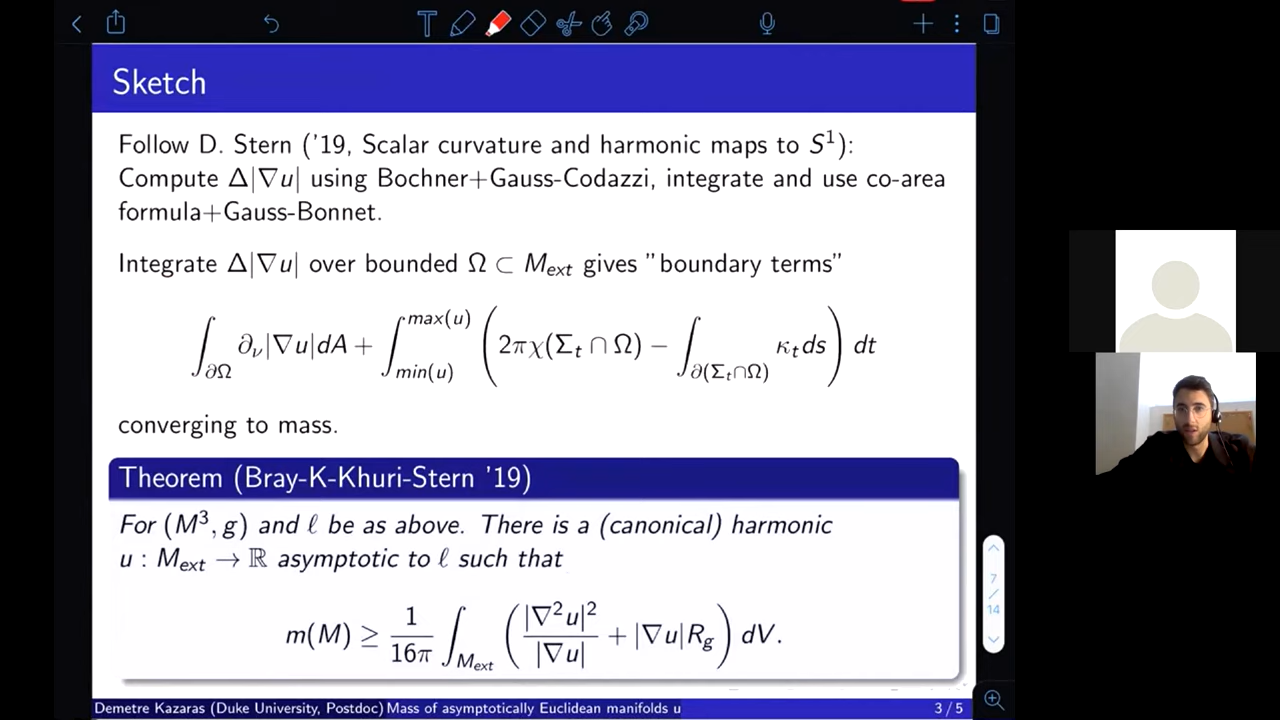 Sketch
Follow D. Stern ('19, Scalar curvature and harmonic maps to S¹):
Compute Δ|∇u| using Bochner+Gauss-Codazzi, integrate and use co-area
formula+Gauss-Bonnet.
Integrate Δ|∇u| over bounded Ω ⊂ M_ext gives "boundary terms"
∫_{∂Ω} ∂_ν|∇u|dA + ∫_{min(u)}^{max(u)} (2πχ(Σ_t ∩ Ω) − ∫_{∂(Σ_t∩Ω)} κ_t ds) dt
converging to mass.
Theorem (Bray-K-Khuri-Stern '19)
For (M³, g) and ℓ be as above. There is a (canonical) harmonic
u : M_ext → ℝ asymptotic to ℓ such that
m(M) ≥ 1/16π ∫_{M_ext} (|∇²u|²/|∇u| + |∇u|R_g) dV.
7
/
14
Demetre Kazaras (Duke University, Postdoc) Mass of asymptotically Euclidean manifolds u
3 / 5